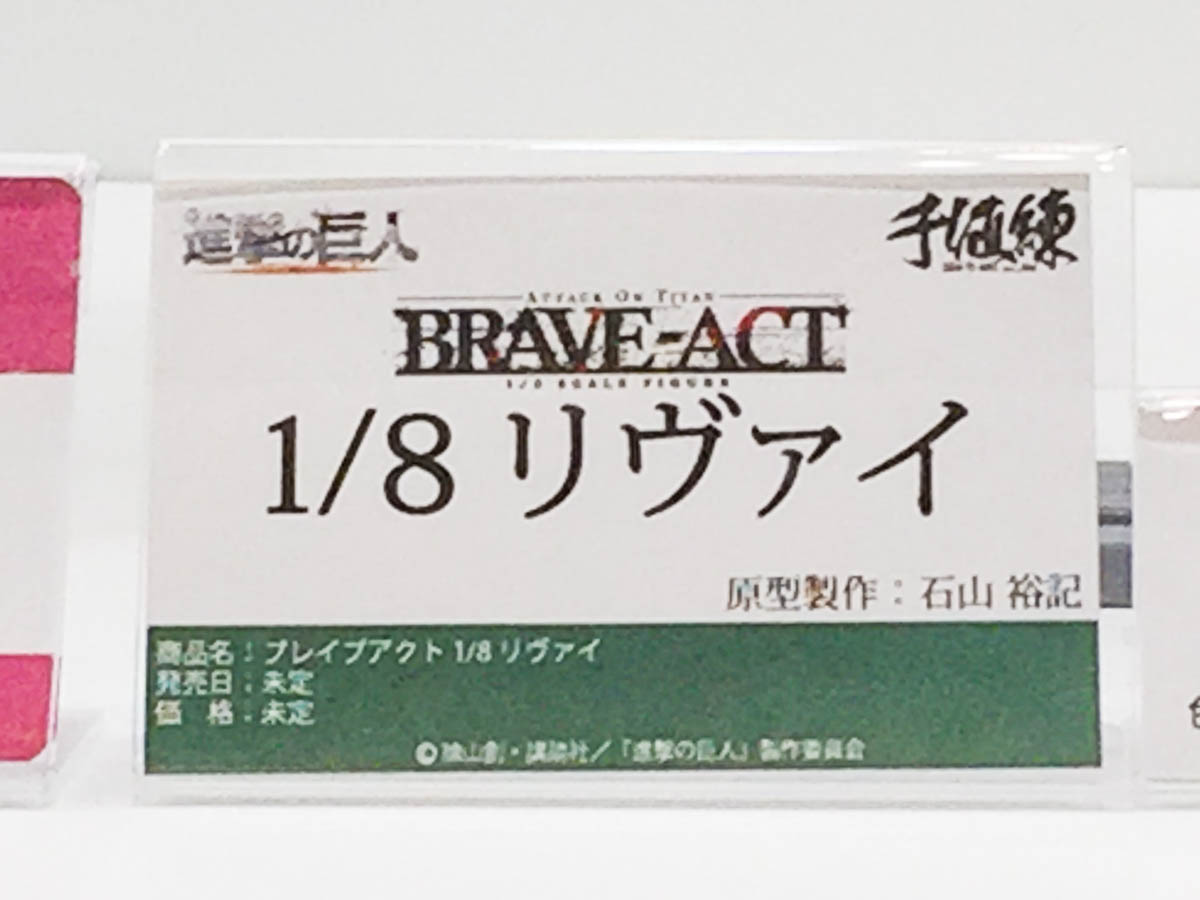 進撃の巨人
千値練
ATTACK ON TITAN
BRAVE-ACT
1/8 SCALE FIGURE
1/8 リヴァイ
原型製作：石山 裕記
商品名：ブレイブアクト 1/8 リヴァイ
発売日：未定
価　格：未定
©諫山創・講談社／「進撃の巨人」製作委員会